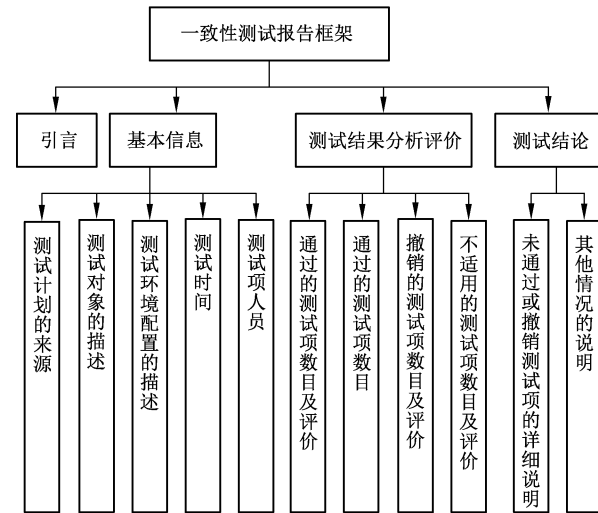 一致性测试报告框架
引言
基本信息
测试结果分析评价
测试结论
测试计划的来源
测试对象的描述
测试环境配置的描述
测试时间
测试项人员
通过的测试项数目及评价
通过的测试项数目
撤销的测试项数目及评价
不适用的测试项数目及评价
未通过或撤销测试项的详细说明
其他情况的说明